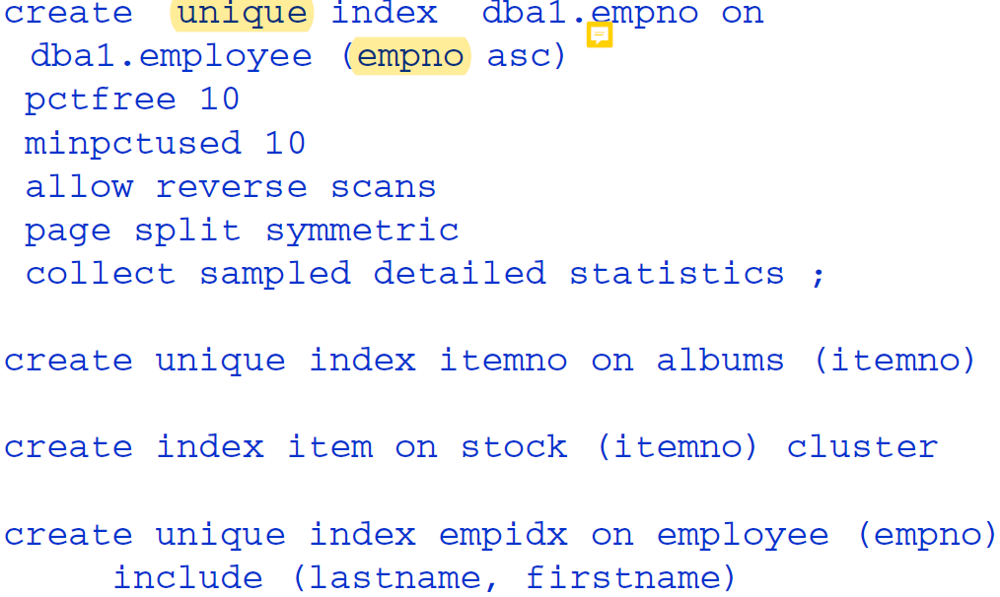 create unique index dba1.empno on
dba1.employee (empno asc)
pctfree 10
minpctused 10
allow reverse scans
page split symmetric
collect sampled detailed statistics ;
create unique index itemno on albums (itemno)
create index item on stock (itemno) cluster
create unique index empidx on employee (empno)
include (lastname, firstname)